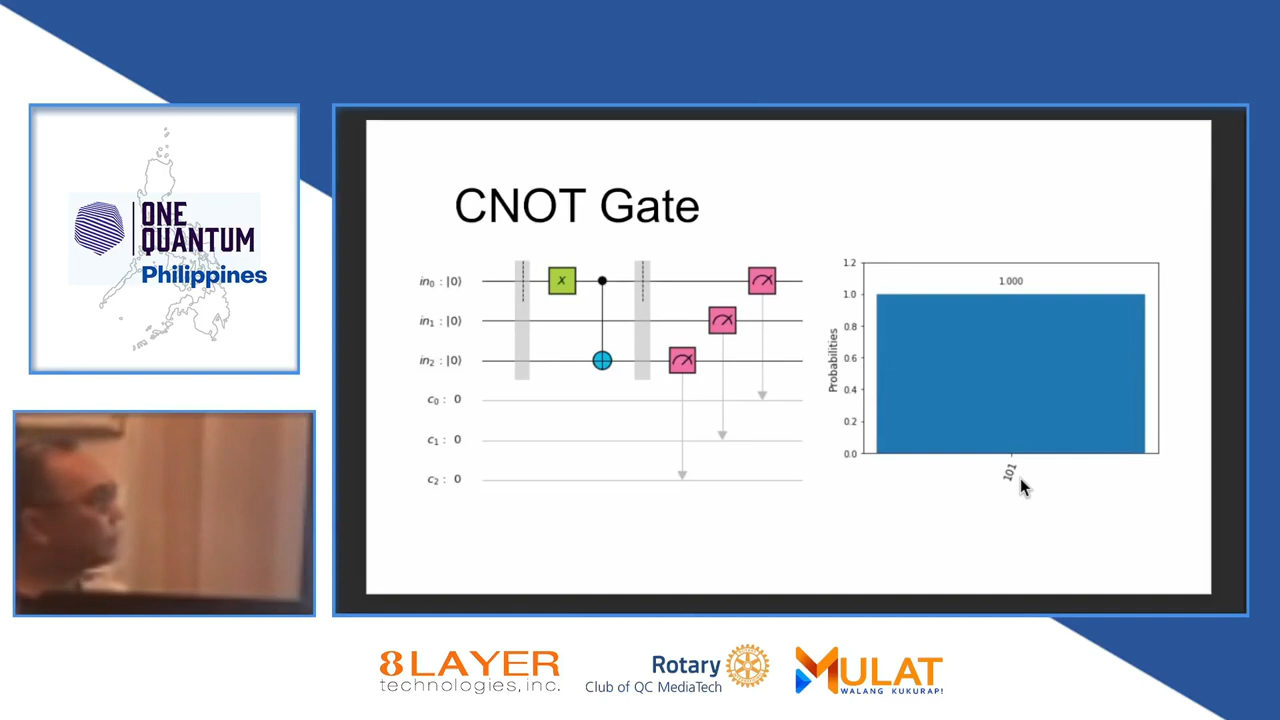 ONE
QUANTUM
Philippines
CNOT Gate
in₀ : |0⟩
X
in₁ : |0⟩
in₂ : |0⟩
c₀ : 0
c₁ : 0
c₂ : 0
1.2
1.0
0.8
0.6
0.4
0.2
0.0
Probabilities
1.000
101
8LAYER
technologies, inc.
Rotary
Club of QC MediaTech
MULAT
WALANG KUKURAP!